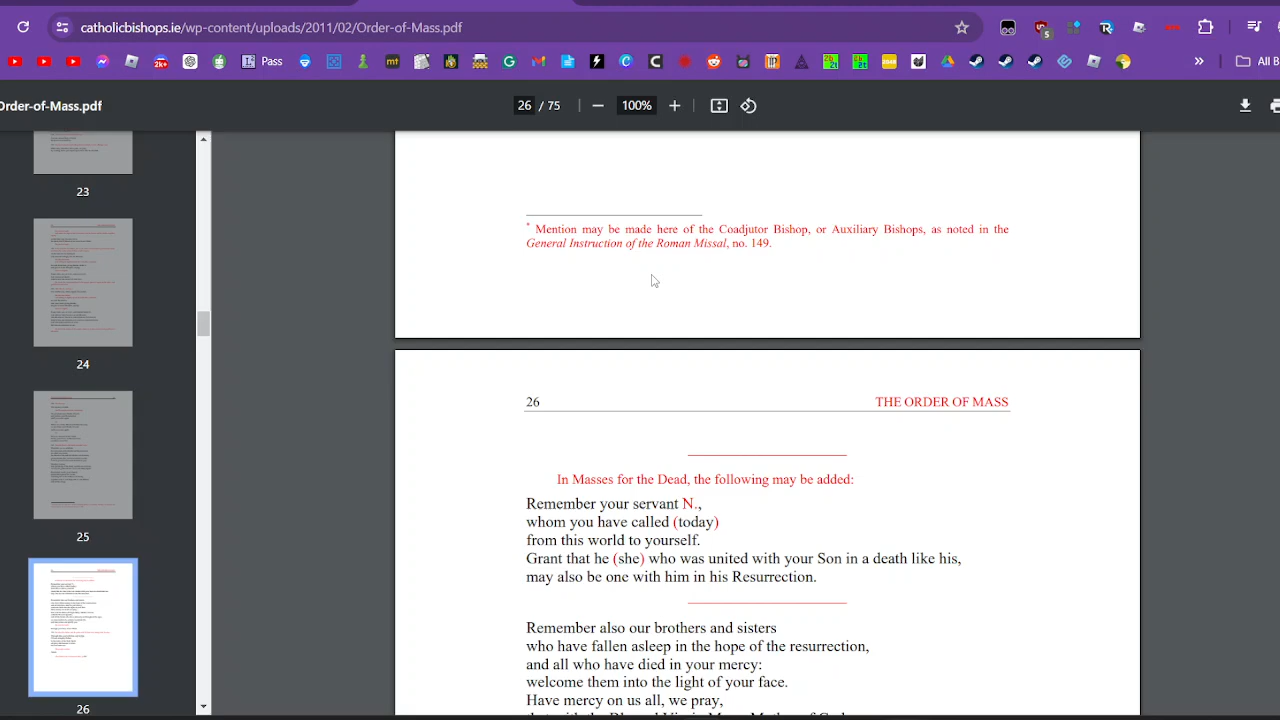 catholicbishops.ie/wp-content/uploads/2011/02/Order-of-Mass.pdf
Pass
All B
Order-of-Mass.pdf
26 / 75
100%
23
24
25
26
* Mention may be made here of the Coadjutor Bishop, or Auxiliary Bishops, as noted in the
General Instruction of the Roman Missal, no. 149.
26 THE ORDER OF MASS
In Masses for the Dead, the following may be added:
Remember your servant N.,
whom you have called (today)
from this world to yourself.
Grant that he (she) who was united with your Son in a death like his,
may also be one with him in his Resurrection.
Remember also our brothers and
who have fallen asleep in the hope of the resurrection,
and all who have died in your mercy:
welcome them into the light of your face.
Have mercy on us all, we pray,